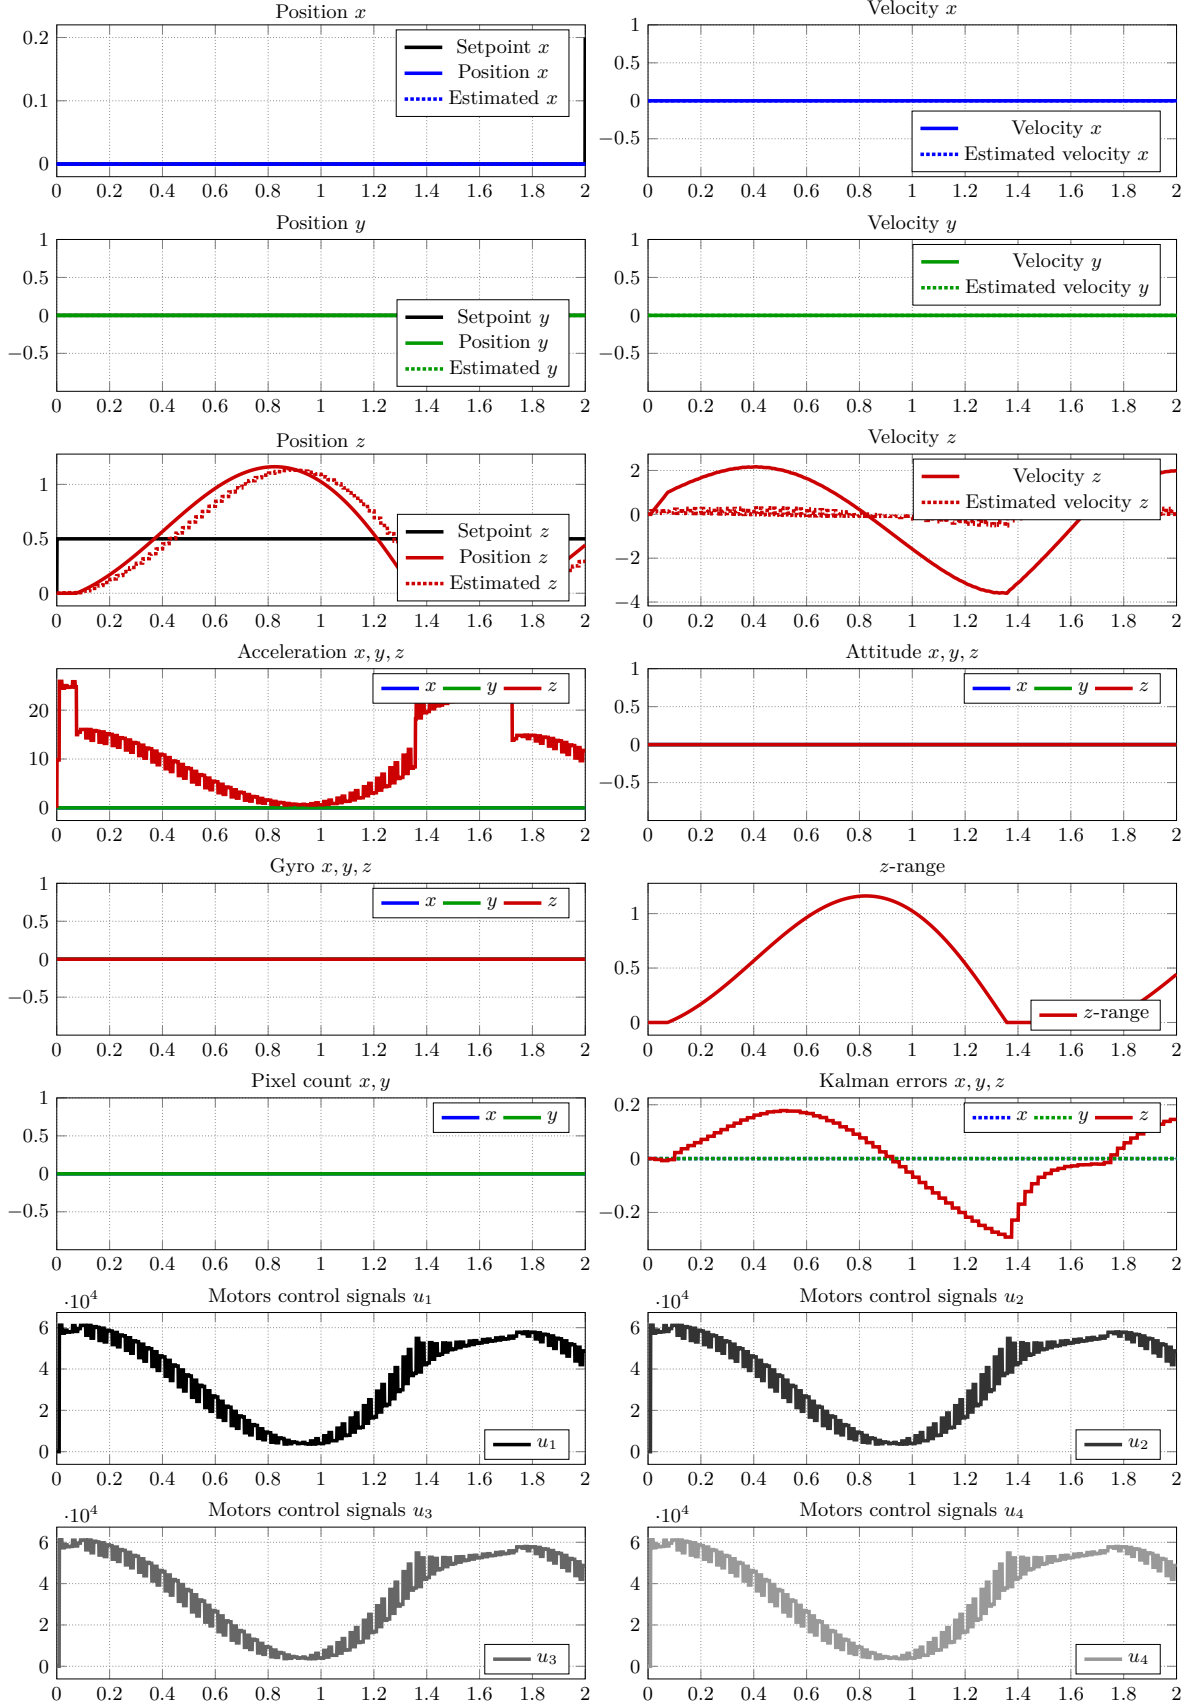 Position x
0.2
0.1
0
Setpoint x
Position x
Estimated x
0 0.2 0.4 0.6 0.8 1 1.2 1.4 1.6 1.8 2
Velocity x
1
0.5
0
−0.5
Velocity x
Estimated velocity x
0 0.2 0.4 0.6 0.8 1 1.2 1.4 1.6 1.8 2
Position y
1
0.5
0
−0.5
Setpoint y
Position y
Estimated y
0 0.2 0.4 0.6 0.8 1 1.2 1.4 1.6 1.8 2
Velocity y
1
0.5
0
−0.5
Velocity y
Estimated velocity y
0 0.2 0.4 0.6 0.8 1 1.2 1.4 1.6 1.8 2
Position z
1
0.5
0
Setpoint z
Position z
Estimated z
0 0.2 0.4 0.6 0.8 1 1.2 1.4 1.6 1.8 2
Velocity z
2
0
−2
−4
Velocity z
Estimated velocity z
0 0.2 0.4 0.6 0.8 1 1.2 1.4 1.6 1.8 2
Acceleration x, y, z
20
10
0
x y z
0 0.2 0.4 0.6 0.8 1 1.2 1.4 1.6 1.8 2
Attitude x, y, z
1
0.5
0
−0.5
x y z
0 0.2 0.4 0.6 0.8 1 1.2 1.4 1.6 1.8 2
Gyro x, y, z
1
0.5
0
−0.5
x y z
0 0.2 0.4 0.6 0.8 1 1.2 1.4 1.6 1.8 2
z-range
1
0.5
0
z-range
0 0.2 0.4 0.6 0.8 1 1.2 1.4 1.6 1.8 2
Pixel count x, y
1
0.5
0
−0.5
x y
0 0.2 0.4 0.6 0.8 1 1.2 1.4 1.6 1.8 2
Kalman errors x, y, z
0.2
0
−0.2
x y z
0 0.2 0.4 0.6 0.8 1 1.2 1.4 1.6 1.8 2
Motors control signals u₁
·10⁴
6
4
2
0
u₁
0 0.2 0.4 0.6 0.8 1 1.2 1.4 1.6 1.8 2
Motors control signals u₂
·10⁴
6
4
2
0
u₂
0 0.2 0.4 0.6 0.8 1 1.2 1.4 1.6 1.8 2
Motors control signals u₃
·10⁴
6
4
2
0
u₃
0 0.2 0.4 0.6 0.8 1 1.2 1.4 1.6 1.8 2
Motors control signals u₄
·10⁴
6
4
2
0
u₄
0 0.2 0.4 0.6 0.8 1 1.2 1.4 1.6 1.8 2